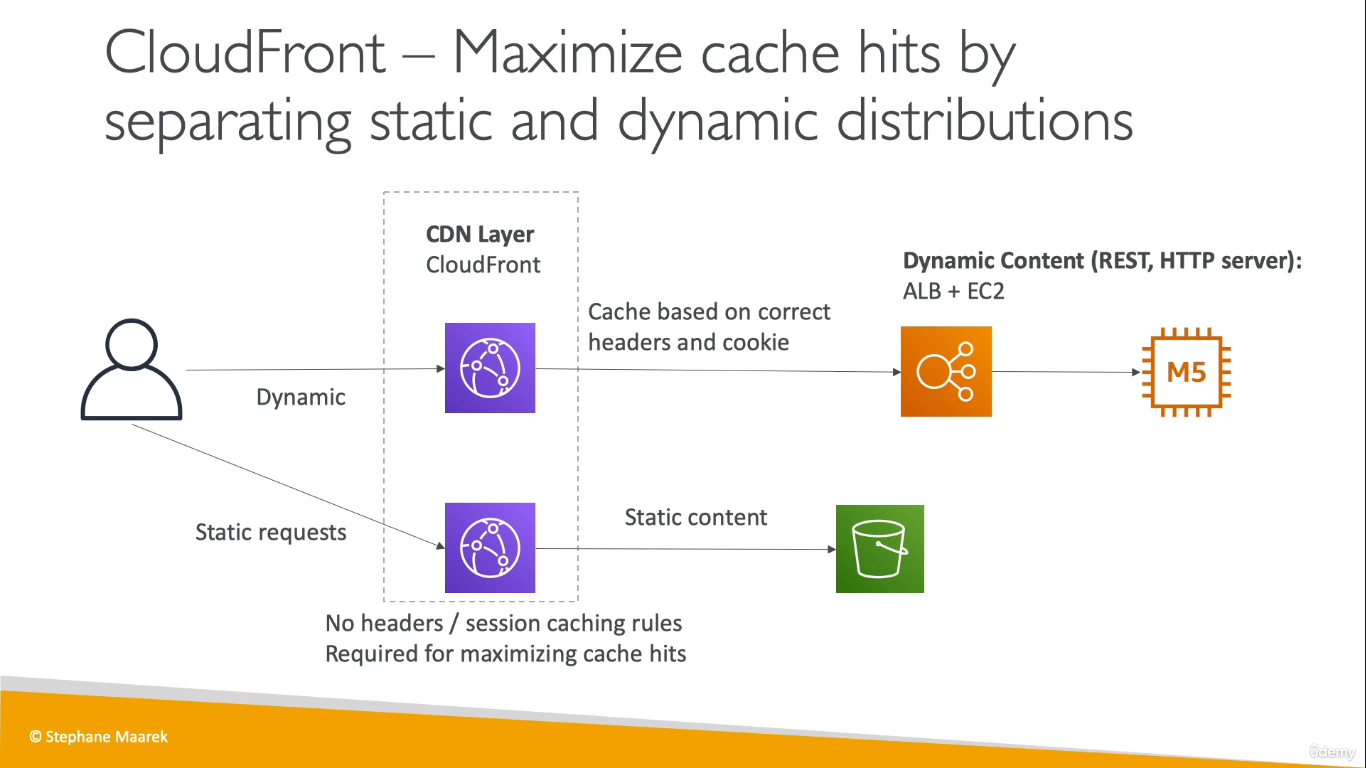 CloudFront – Maximize cache hits by
separating static and dynamic distributions
CDN Layer
CloudFront
Dynamic Content (REST, HTTP server):
ALB + EC2
Cache based on correct
headers and cookie
M5
Dynamic
Static requests
Static content
No headers / session caching rules
Required for maximizing cache hits
© Stephane Maarek
ûdemy